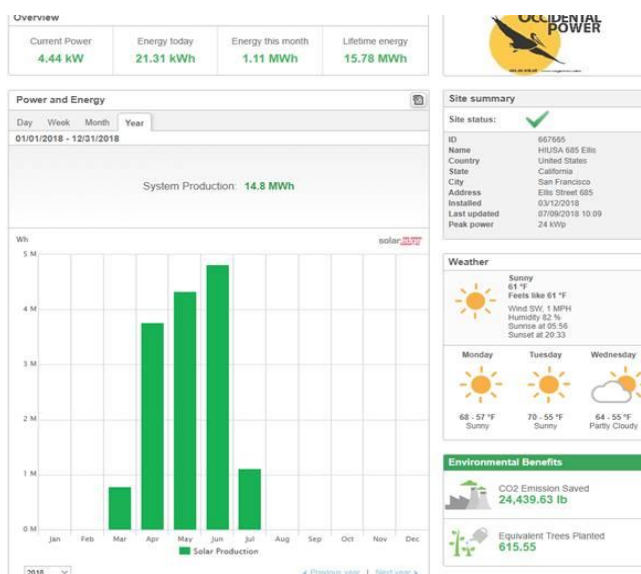 Overview
OCCIDENTAL
POWER
Current Power
Energy today
Energy this month
Lifetime energy
4.44 kW
21.31 kWh
1.11 MWh
15.78 MWh
Power and Energy
Day Week Month Year
01/01/2018 - 12/31/2018
System Production: 14.8 MWh
Wh
solaredge
5 M
4 M
3 M
2 M
1 M
0 M
Jan Feb Mar Apr May Jun Jul Aug Sep Oct Nov Dec
Solar Production
2018
Previous year | Next year
Site summary
Site status:
ID 667665
Name HIUSA 685 Ellis
Country United States
State California
City San Francisco
Address Ellis Street 685
Installed 03/12/2018
Last updated 07/09/2018 10:09
Peak power 24 kWp
Weather
Sunny
61 °F
Feels like 61 °F
Wind SW, 1 MPH
Humidity 82 %
Sunrise at 05:56
Sunset at 20:33
Monday Tuesday Wednesday
68 - 57 °F 70 - 55 °F 64 - 55 °F
Sunny Sunny Partly Cloudy
Environmental Benefits
CO2 Emission Saved
24,439.63 lb
Equivalent Trees Planted
615.55